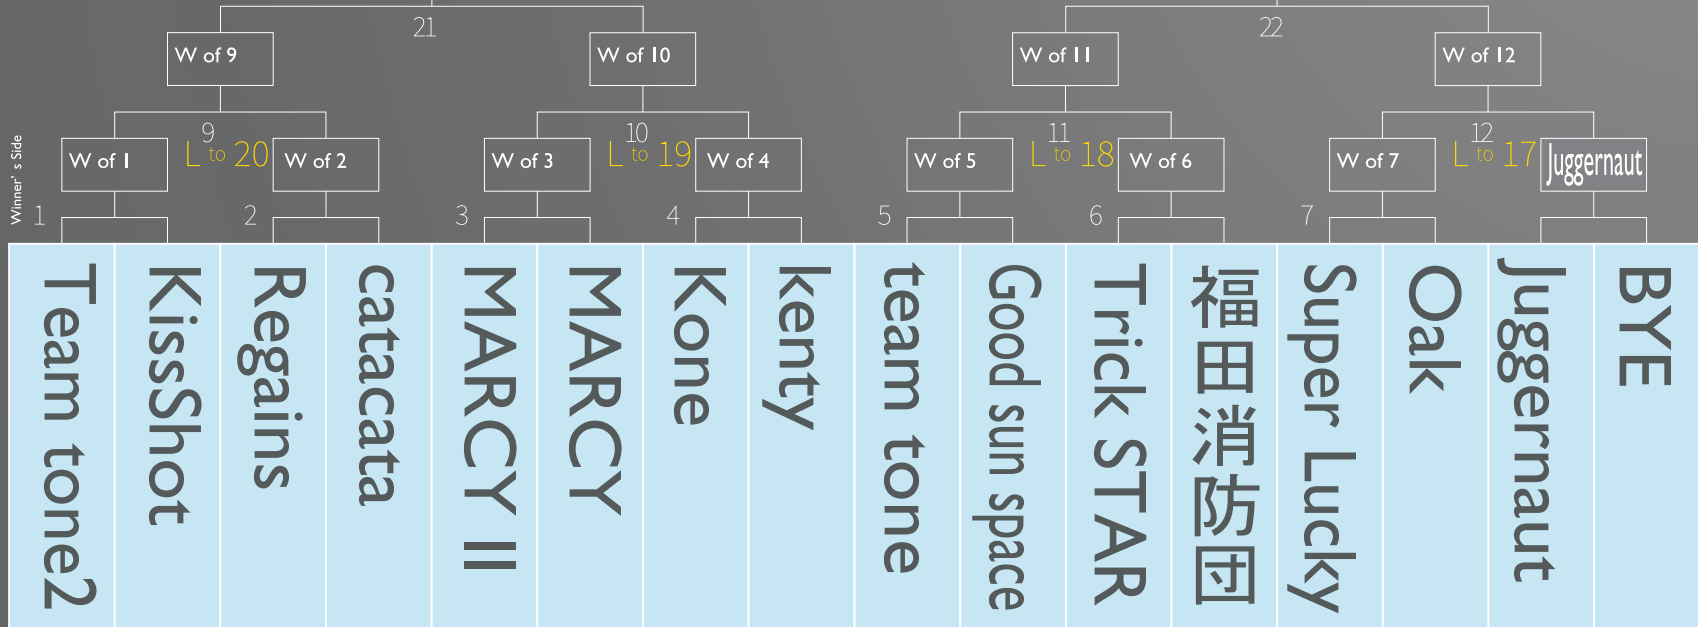 21
22
W of 9
W of 10
W of 11
W of 12
Winner' s Side
9
10
11
12
W of 1
L to 20
W of 2
W of 3
L to 19
W of 4
W of 5
L to 18
W of 6
W of 7
L to 17
Juggernaut
1
2
3
4
5
6
7
Team tone2
KissShot
Regains
catacata
MARCY II
MARCY
Kone
kenty
team tone
Good sun space
Trick STAR
福田消防団
Super Lucky
Oak
Juggernaut
BYE